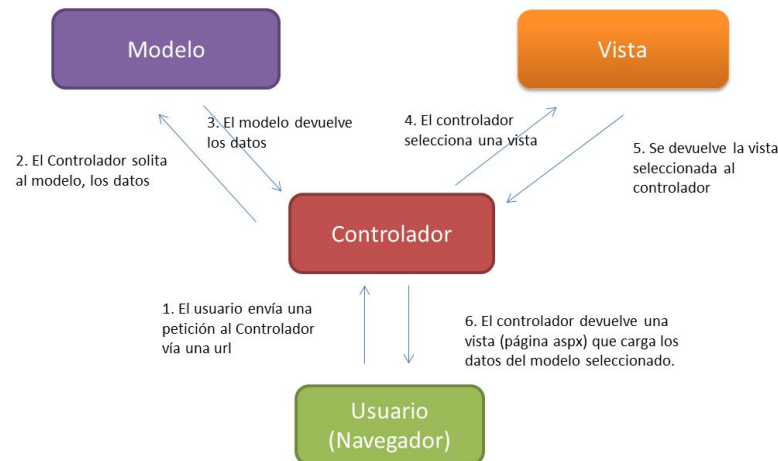 Modelo
Vista
3. El modelo devuelve
los datos
4. El controlador
selecciona una vista
2. El Controlador solita
al modelo, los datos
5. Se devuelve la vista
seleccionada al
controlador
Controlador
1. El usuario envía una
petición al Controlador
vía una url
6. El controlador devuelve una
vista (página aspx) que carga los
datos del modelo seleccionado.
Usuario
(Navegador)